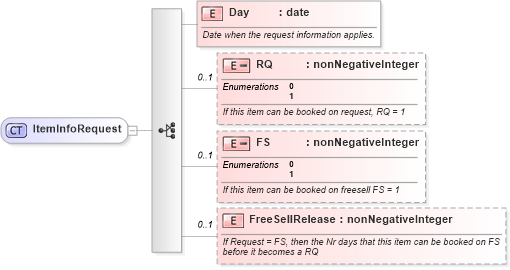 E Day : date
Date when the request information applies.
0..1 E RQ : nonNegativeInteger
Enumerations 0
1
If this item can be booked on request, RQ = 1
CT ItemInfoRequest
0..1 E FS : nonNegativeInteger
Enumerations 0
1
If this item can be booked on freesell FS = 1
0..1 E FreeSellRelease : nonNegativeInteger
If Request = FS, then the Nr days that this item can be booked on FS
before it becomes a RQ